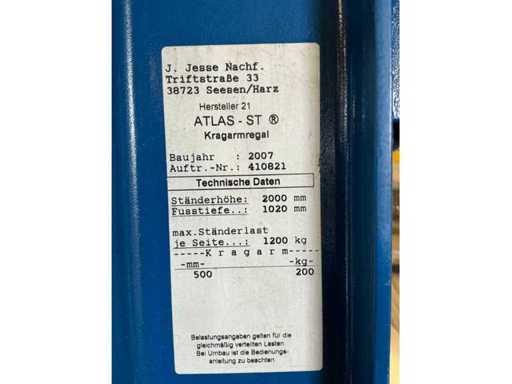 J. Jesse Nachf.
Triftstraße 33
38723 Seesen/Harz
Hersteller 21
ATLAS - ST ®
Kragarmregal
Baujahr : 2007
Auftr.-Nr.: 410821
Technische Daten
Ständerhöhe: 2000 mm
Fusstiefe..: 1020 mm
max.Ständerlast
je Seite...: 1200 kg
-----Kragarm-----
-mm- -kg-
500 200
Belastungsangaben gelten für die
gleichmäßig verteilten Lasten
Bei Umbau ist die Bedienungs-
anleitung zu beachten